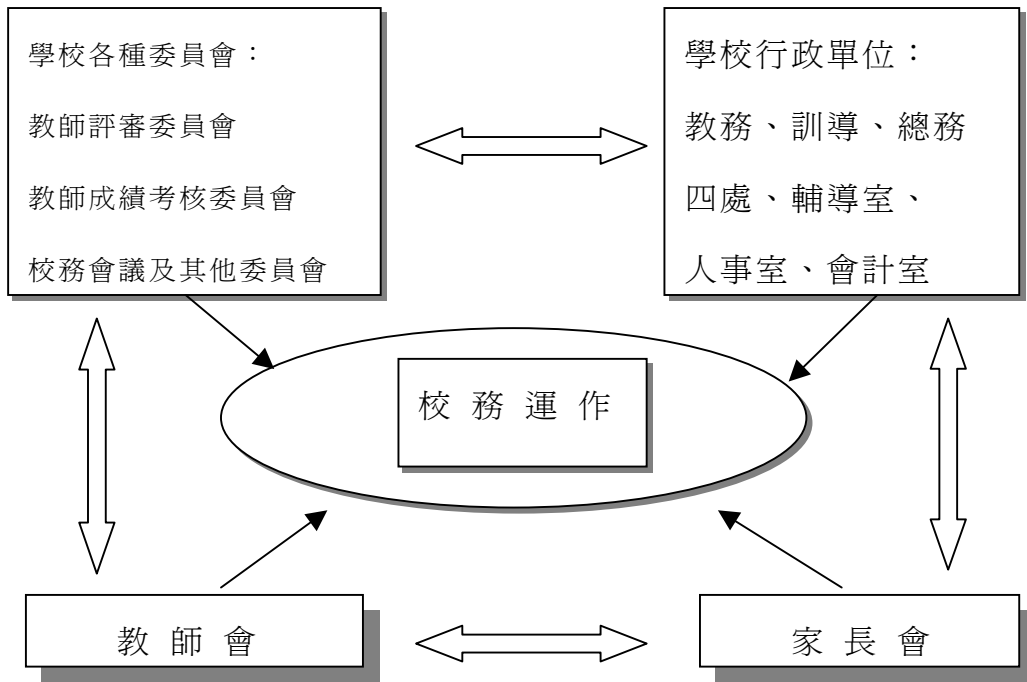 學校各種委員會：
教師評審委員會
教師成績考核委員會
校務會議及其他委員會
學校行政單位：
教務、訓導、總務
四處、輔導室、
人事室、會計室
校務運作
教師會
家長會